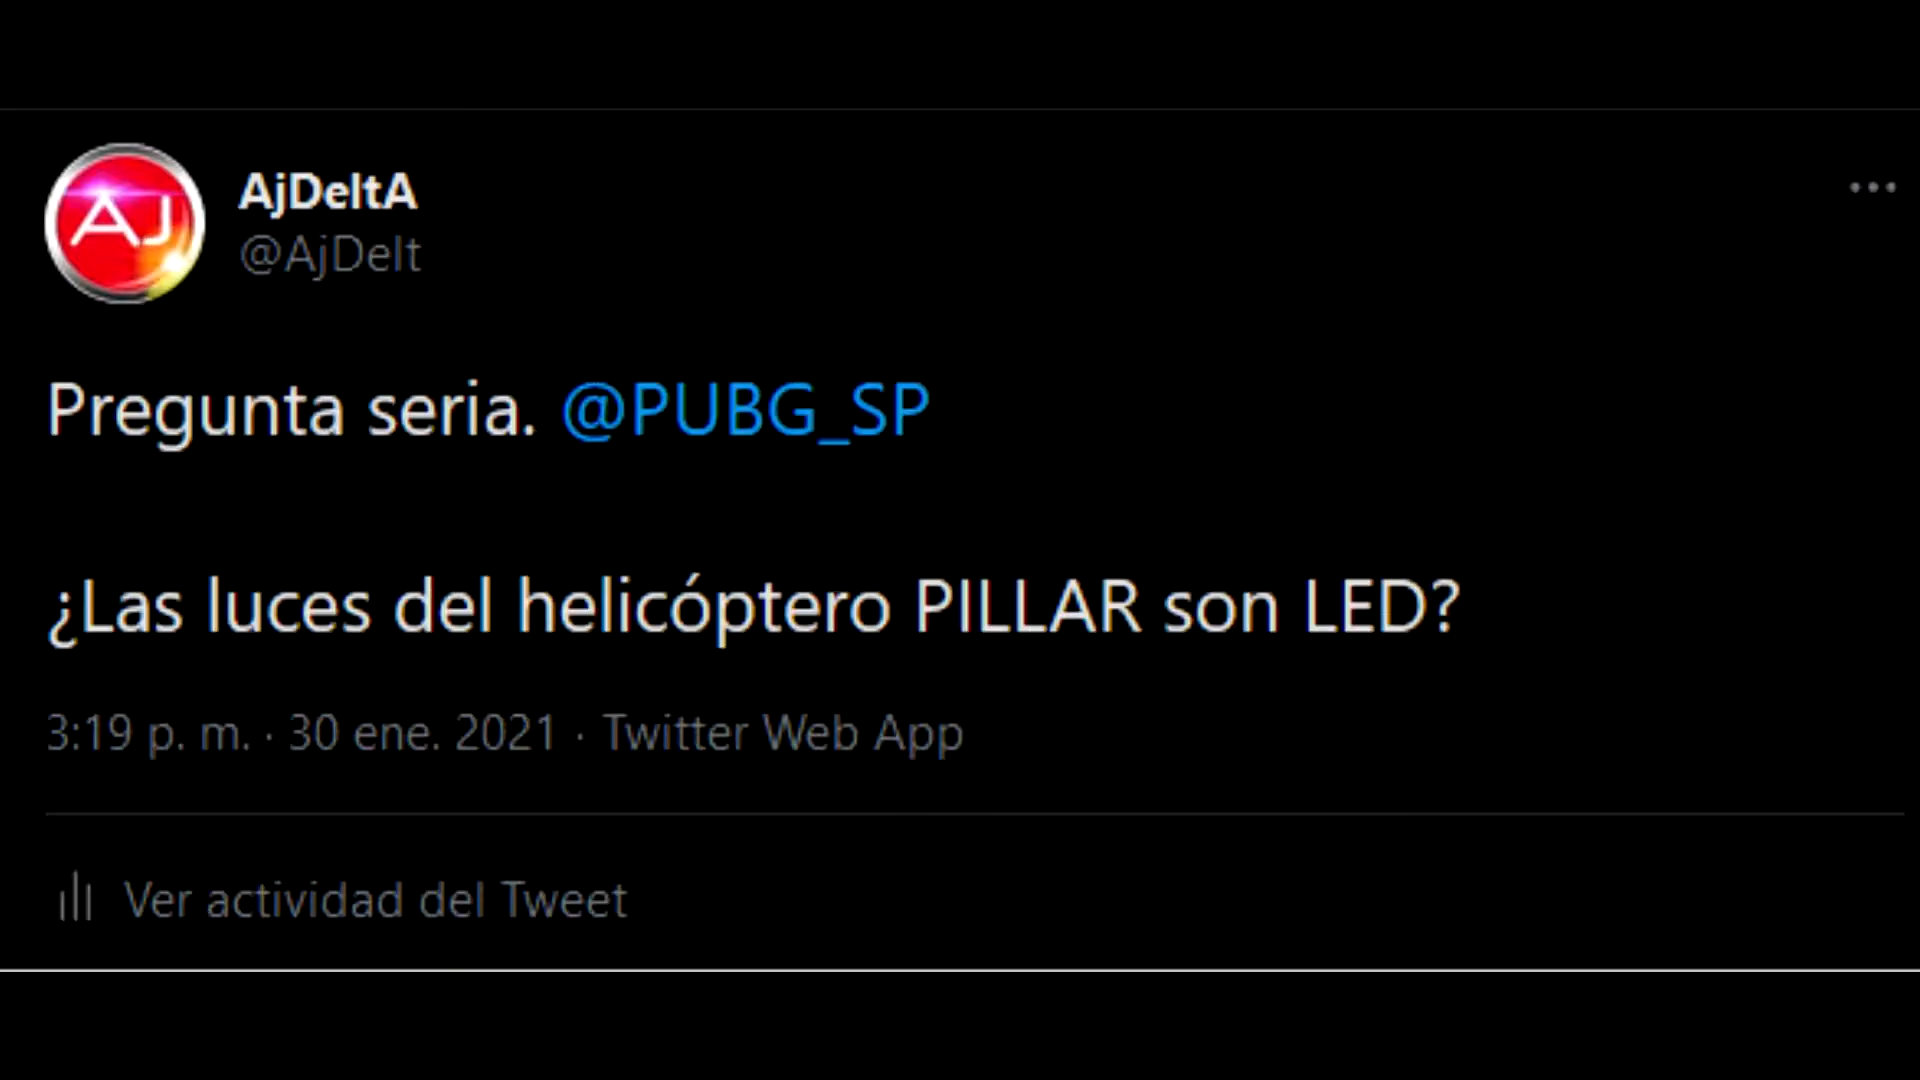 AJ
AjDeltA
@AjDelt
Pregunta seria. @PUBG_SP
¿Las luces del helicóptero PILLAR son LED?
3:19 p. m. · 30 ene. 2021 · Twitter Web App
Ver actividad del Tweet